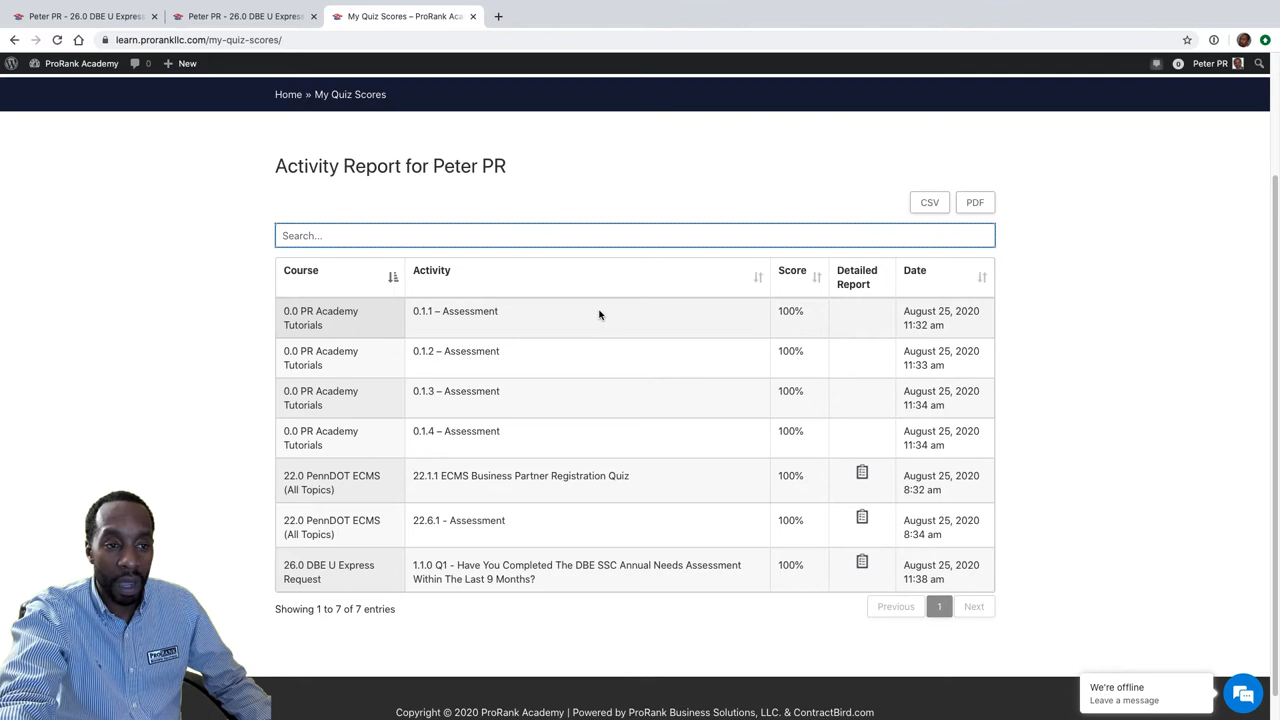 Peter PR - 26.0 DBE U Express
Peter PR - 26.0 DBE U Express
My Quiz Scores – ProRank Aca
learn.prorankllc.com/my-quiz-scores/
ProRank Academy
0
New
0
Peter PR
Home » My Quiz Scores
Activity Report for Peter PR
CSV
PDF
Search...
Course
Activity
Score
Detailed
Report
Date
0.0 PR Academy
Tutorials
0.1.1 – Assessment
100%
August 25, 2020
11:32 am
0.0 PR Academy
Tutorials
0.1.2 – Assessment
100%
August 25, 2020
11:33 am
0.0 PR Academy
Tutorials
0.1.3 – Assessment
100%
August 25, 2020
11:34 am
0.0 PR Academy
Tutorials
0.1.4 – Assessment
100%
August 25, 2020
11:34 am
22.0 PennDOT ECMS
(All Topics)
22.1.1 ECMS Business Partner Registration Quiz
100%
August 25, 2020
8:32 am
22.0 PennDOT ECMS
(All Topics)
22.6.1 - Assessment
100%
August 25, 2020
8:34 am
26.0 DBE U Express
Request
1.1.0 Q1 - Have You Completed The DBE SSC Annual Needs Assessment
Within The Last 9 Months?
100%
August 25, 2020
11:38 am
Showing 1 to 7 of 7 entries
Previous
1
Next
PRORANK
We're offline
Leave a message
Copyright © 2020 ProRank Academy | Powered by ProRank Business Solutions, LLC. & ContractBird.com